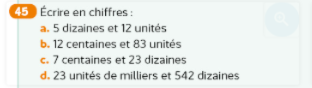 45 Écrire en chiffres :
a. 5 dizaines et 12 unités
b. 12 centaines et 83 unités
c. 7 centaines et 23 dizaines
d. 23 unités de milliers et 542 dizaines